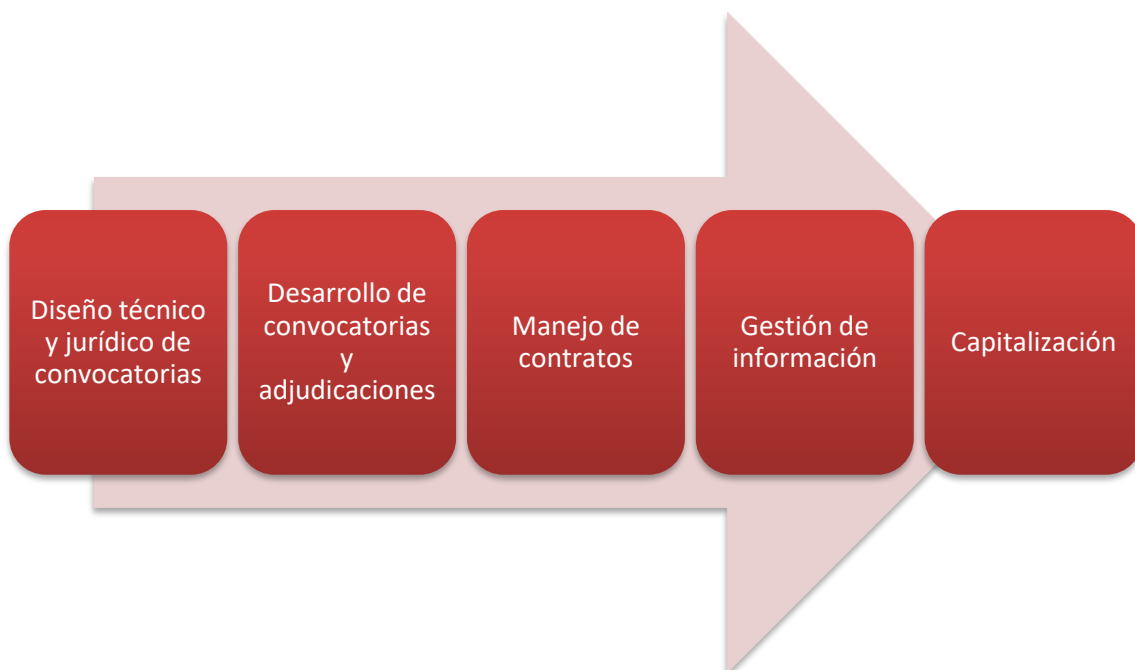 Diseño técnico
y jurídico de
convocatorias
Desarrollo de
convocatorias
y
adjudicaciones
Manejo de
contratos
Gestión de
información
Capitalización